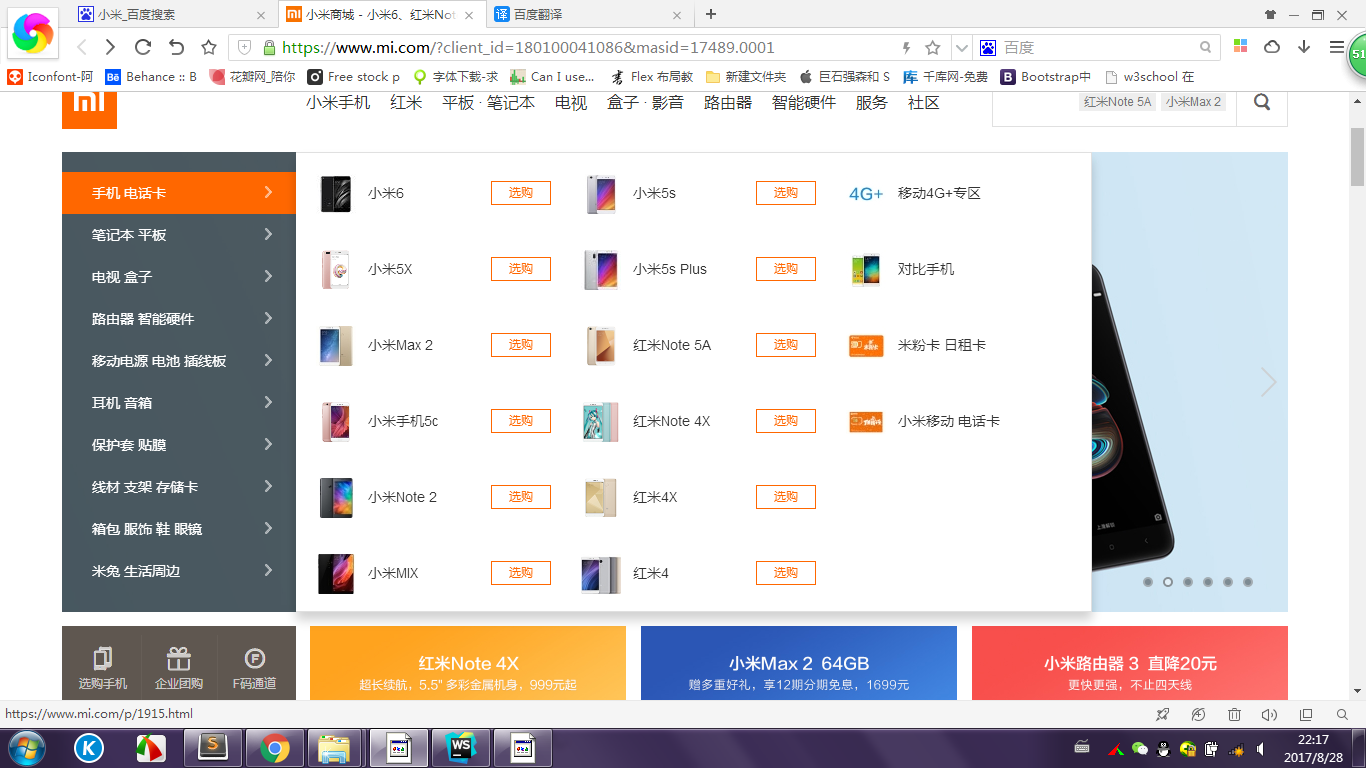 小米_百度搜索
小米商城 - 小米6、红米Not
百度翻译
https://www.mi.com/?client_id=180100041086&masid=17489.0001
百度
51
Iconfont-阿
Behance :: B
花瓣网_陪你
Free stock p
字体下载-求
Can I use...
Flex 布局教
新建文件夹
巨石强森和 S
千库网-免费
Bootstrap中
w3school 在
小米手机 红米 平板 · 笔记本 电视 盒子 · 影音 路由器 智能硬件 服务 社区
红米Note 5A 小米Max 2
手机 电话卡
笔记本 平板
电视 盒子
路由器 智能硬件
移动电源 电池 插线板
耳机 音箱
保护套 贴膜
线材 支架 存储卡
箱包 服饰 鞋 眼镜
米兔 生活周边
小米6 选购 小米5s 选购 4G+ 移动4G+专区
小米5X 选购 小米5s Plus 选购 对比手机
小米Max 2 选购 红米Note 5A 选购 米粉卡 日租卡
小米手机5c 选购 红米Note 4X 选购 小米移动 电话卡
小米Note 2 选购 红米4X 选购
小米MIX 选购 红米4 选购
选购手机 企业团购 F码通道
红米Note 4X
超长续航，5.5" 多彩金属机身，999元起
小米Max 2 64GB
赠多重好礼，享12期分期免息，1699元
小米路由器 3 直降20元
更快更强，不止四天线
https://www.mi.com/p/1915.html
22:17
2017/8/28